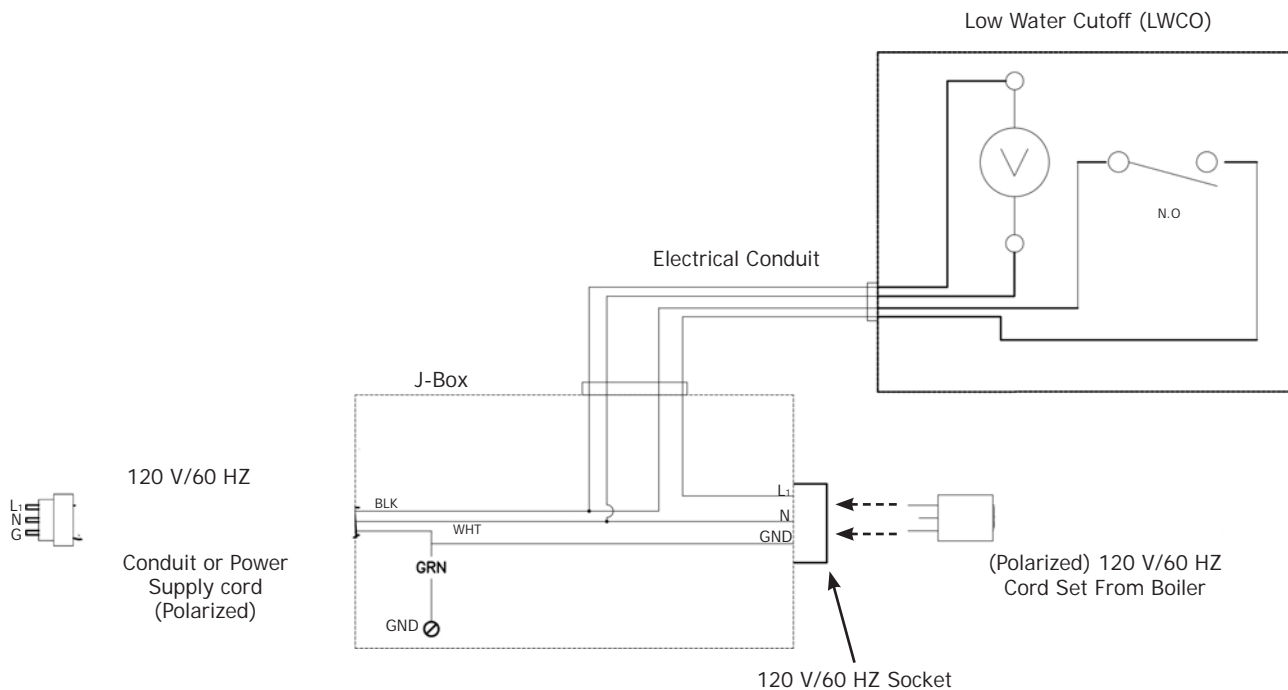 Low Water Cutoff (LWCO)
V
N.O
Electrical Conduit
J-Box
120 V/60 HZ
L1
N
G
Conduit or Power
Supply cord
(Polarized)
BLK
WHT
GRN
GND
L1
N
GND
(Polarized) 120 V/60 HZ
Cord Set From Boiler
120 V/60 HZ Socket